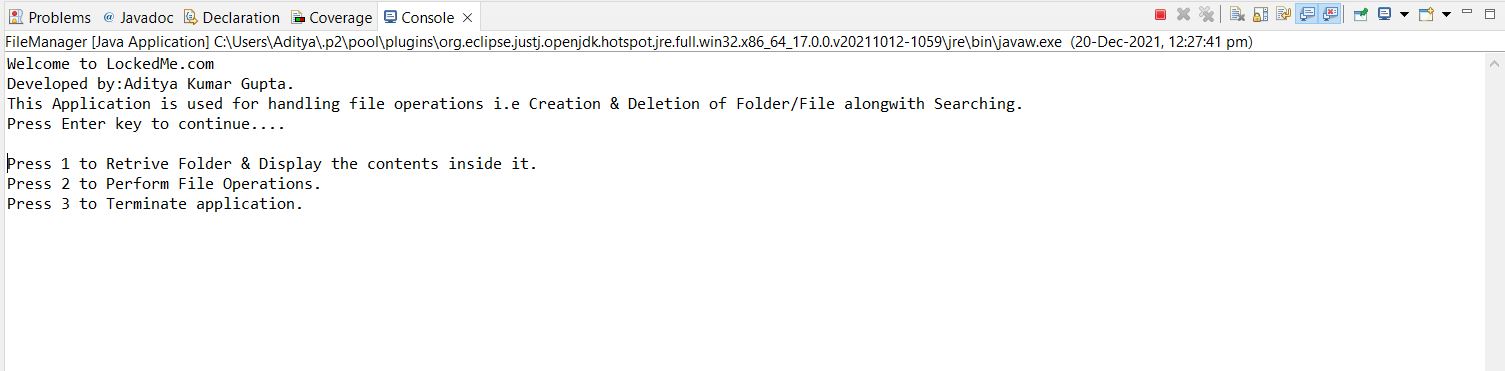 Problems @ Javadoc Declaration Coverage Console
FileManager [Java Application] C:\Users\Aditya\.p2\pool\plugins\org.eclipse.justj.openjdk.hotspot.jre.full.win32.x86_64_17.0.0.v20211012-1059\jre\bin\javaw.exe (20-Dec-2021, 12:27:41 pm)
Welcome to LockedMe.com
Developed by:Aditya Kumar Gupta.
This Application is used for handling file operations i.e Creation & Deletion of Folder/File alongwith Searching.
Press Enter key to continue....
Press 1 to Retrive Folder & Display the contents inside it.
Press 2 to Perform File Operations.
Press 3 to Terminate application.